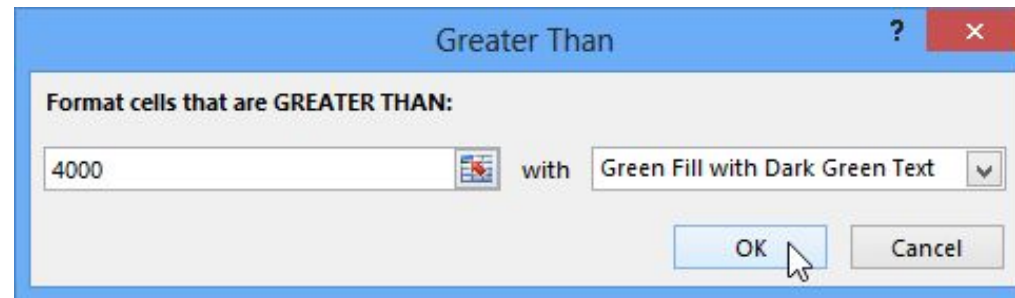 Greater Than ?
Format cells that are GREATER THAN:
4000 with Green Fill with Dark Green Text
OK Cancel